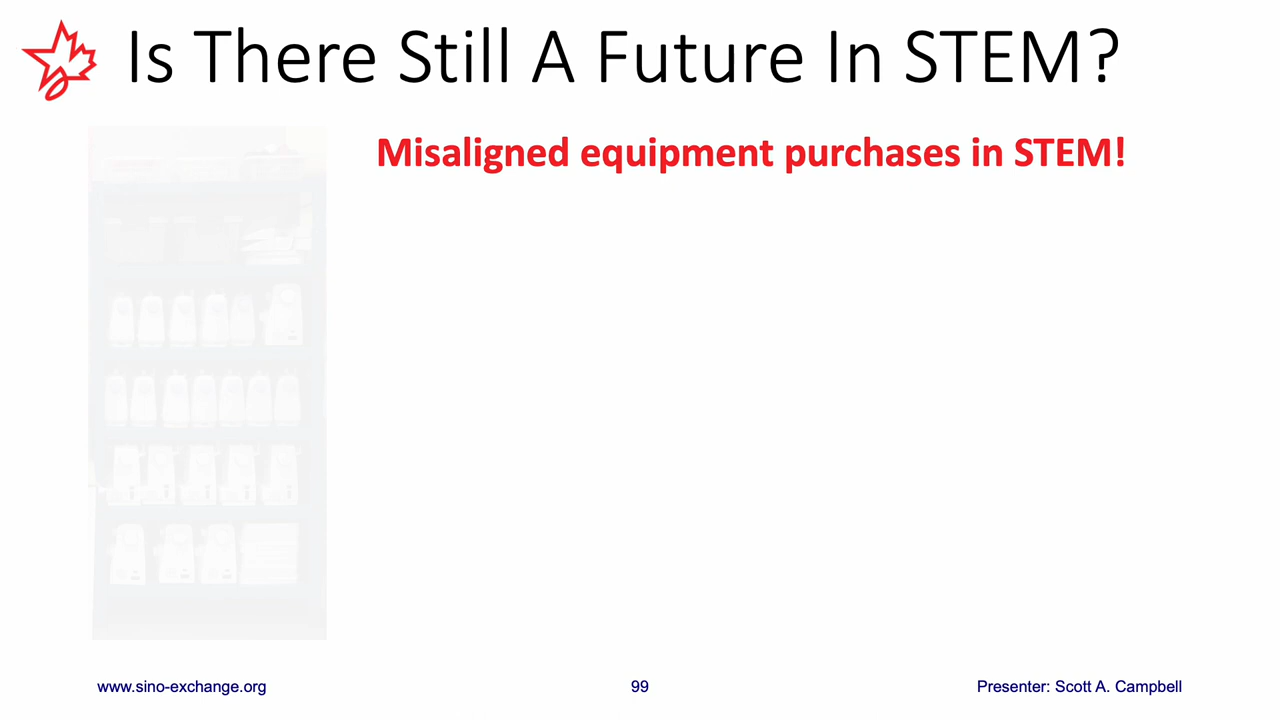 Is There Still A Future In STEM?
Misaligned equipment purchases in STEM!
www.sino-exchange.org
99
Presenter: Scott A. Campbell